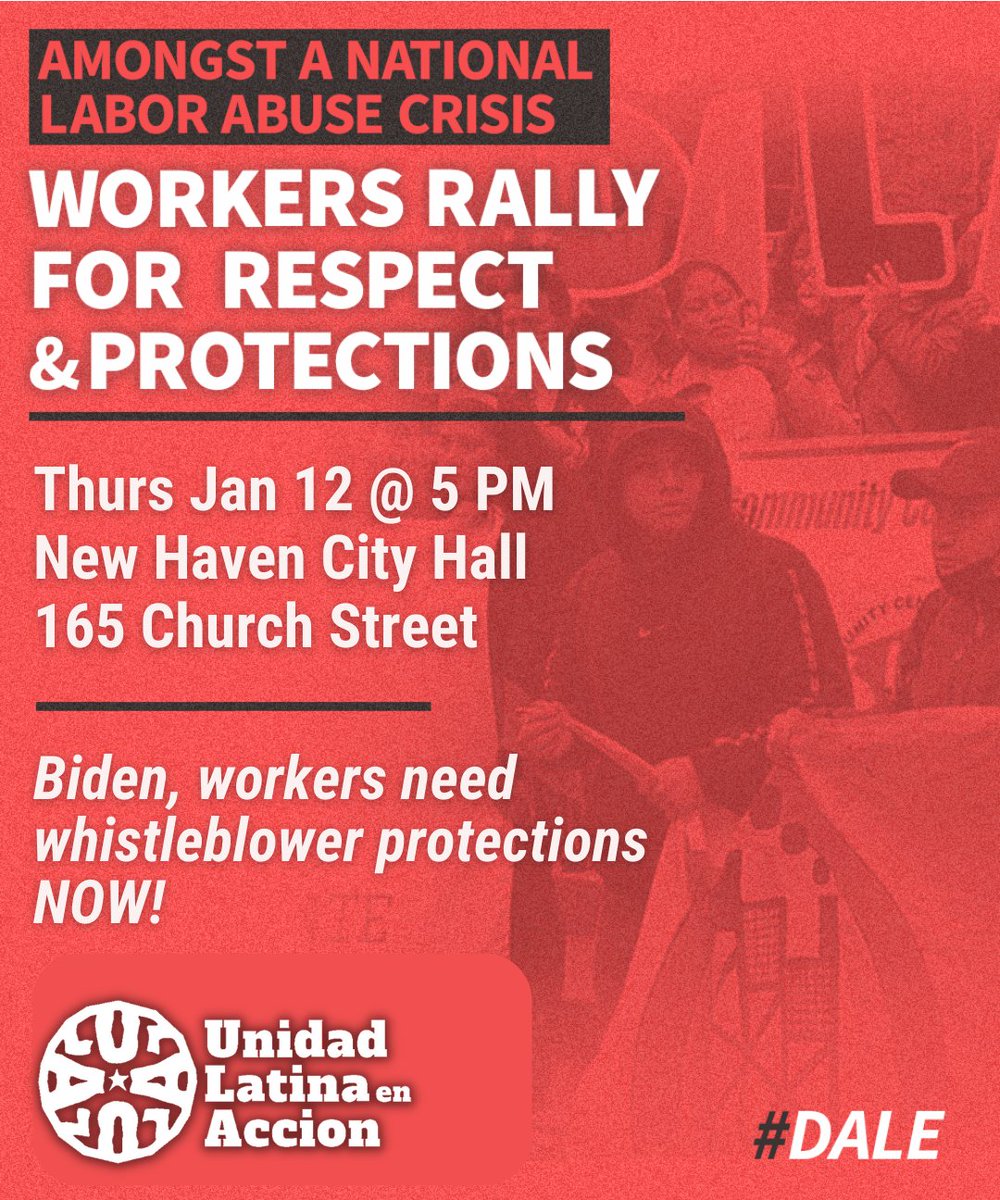 AMONGST A NATIONAL
LABOR ABUSE CRISIS
WORKERS RALLY
FOR RESPECT
& PROTECTIONS
Thurs Jan 12 @ 5 PM
New Haven City Hall
165 Church Street
Biden, workers need
whistleblower protections
NOW!
Unidad
Latina en
Accion
ULA
#DALE